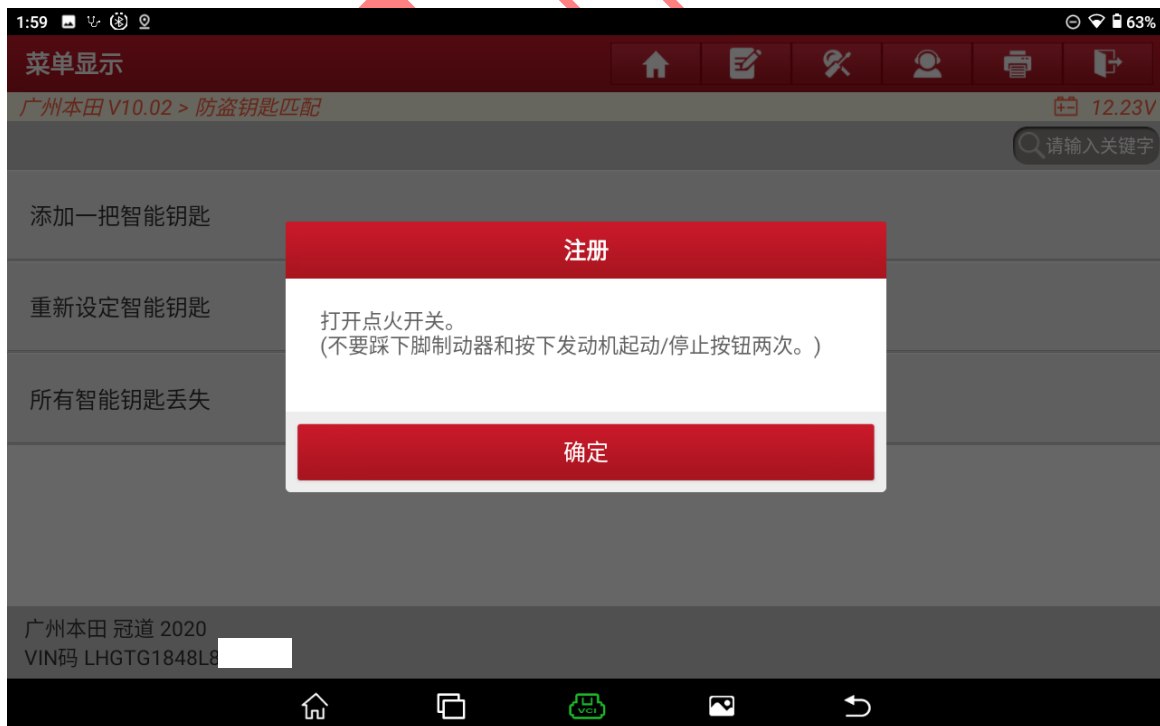 1:59
63%
菜单显示
广州本田 V10.02 > 防盗钥匙匹配
12.23V
请输入关键字
添加一把智能钥匙
重新设定智能钥匙
所有智能钥匙丢失
注册
打开点火开关。
(不要踩下脚制动器和按下发动机起动/停止按钮两次。)
确定
广州本田 冠道 2020
VIN码 LHGTG1848L8
VCI